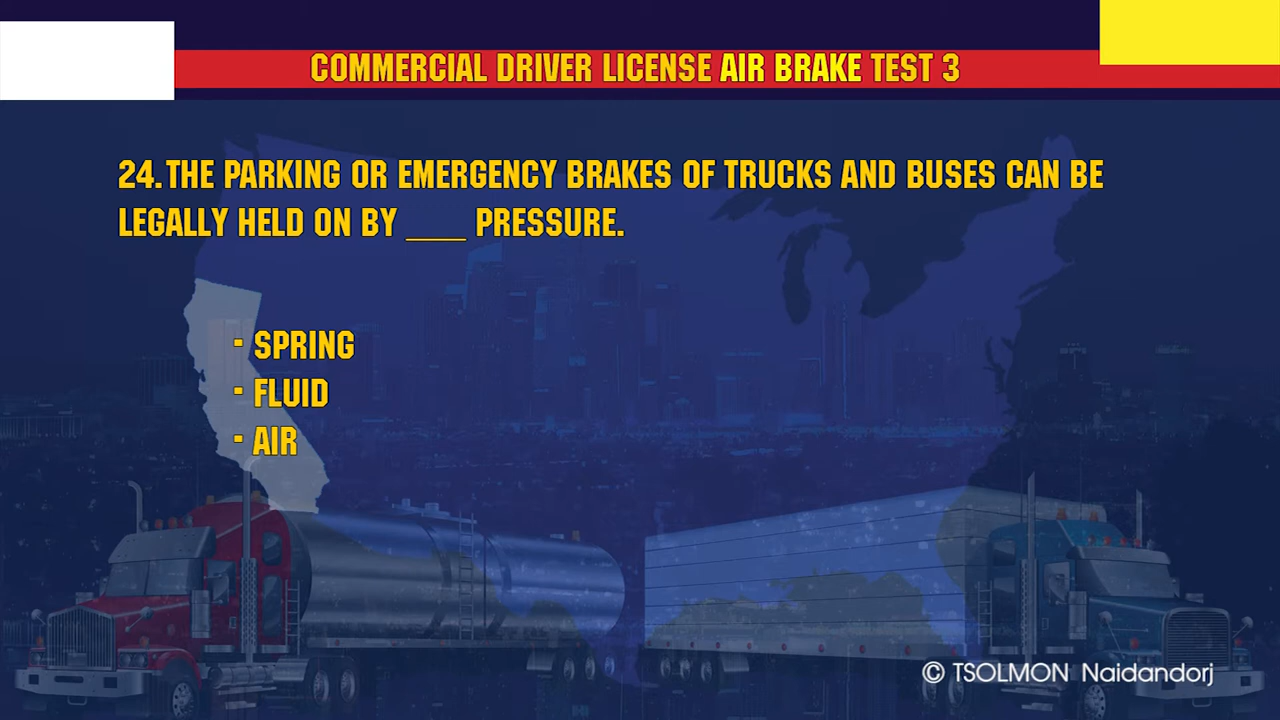 COMMERCIAL DRIVER LICENSE AIR BRAKE TEST 3
24. THE PARKING OR EMERGENCY BRAKES OF TRUCKS AND BUSES CAN BE
LEGALLY HELD ON BY ___ PRESSURE.
· SPRING
· FLUID
· AIR
© TSOLMON Naidandorj